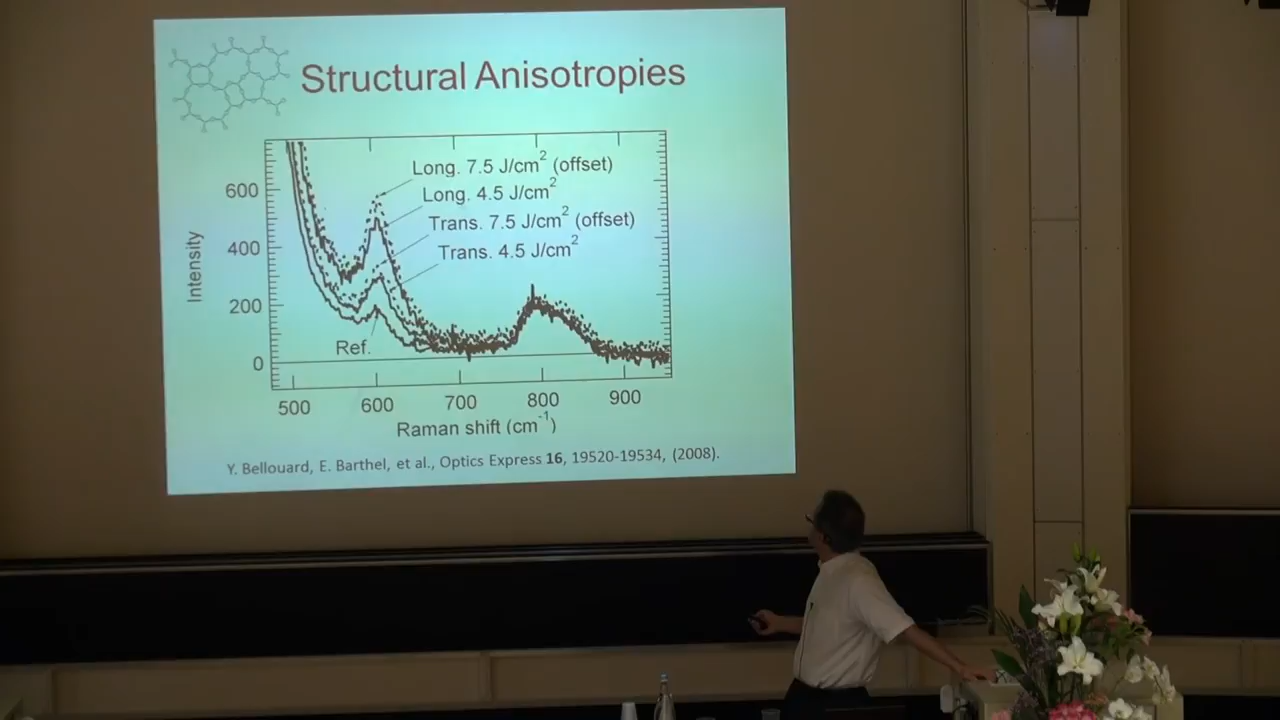 Structural Anisotropies
Long. 7.5 J/cm2 (offset)
Long. 4.5 J/cm2
Trans. 7.5 J/cm2 (offset)
Trans. 4.5 J/cm2
Ref.
Intensity
600
400
200
0
500 600 700 800 900
Raman shift (cm-1)
Y. Bellouard, E. Barthel, et al., Optics Express 16, 19520-19534, (2008).